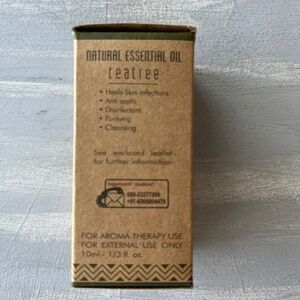 NATURAL ESSENTIAL OIL
teatree
• Heals Skin Infections
• Anti septic
• Disinfectant
• Purifying
• Cleansing
See enclosed leaflet
for further information
FOR AROMA THERAPY USE
FOR EXTERNAL USE ONLY
10ml - 1/3 fl. oz.